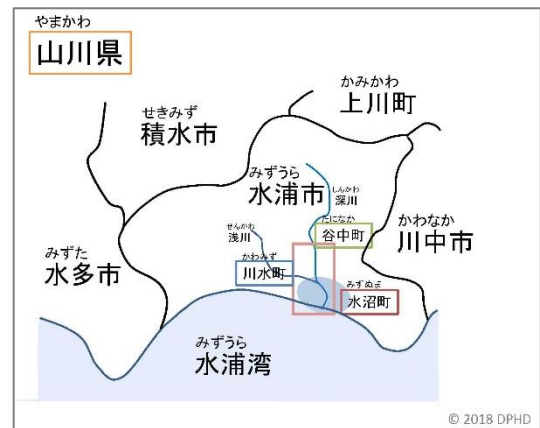 やまかわ
山川県
かみかわ
上川町
せきみず
積水市
みずうら
水浦市
しんかわ
深川
たになか
谷中町
せんかわ
浅川
かわなか
川中市
かわみず
川水町
みずた
水多市
みずぬま
水沼町
みずうら
水浦湾
© 2018 DPHD